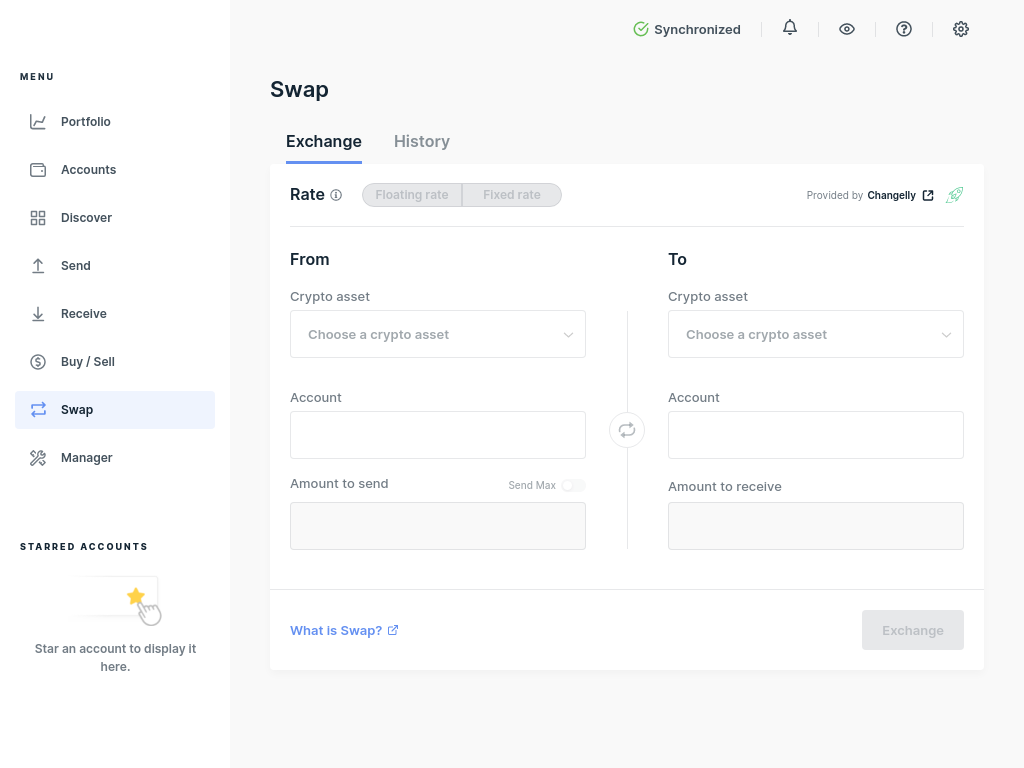 Synchronized
MENU
Portfolio
Accounts
Discover
Send
Receive
Buy / Sell
Swap
Manager
STARRED ACCOUNTS
Star an account to display it
here.
Swap
Exchange
History
Rate
Floating rate
Fixed rate
Provided by Changelly
From
Crypto asset
Choose a crypto asset
Account
Amount to send
Send Max
To
Crypto asset
Choose a crypto asset
Account
Amount to receive
What is Swap?
Exchange